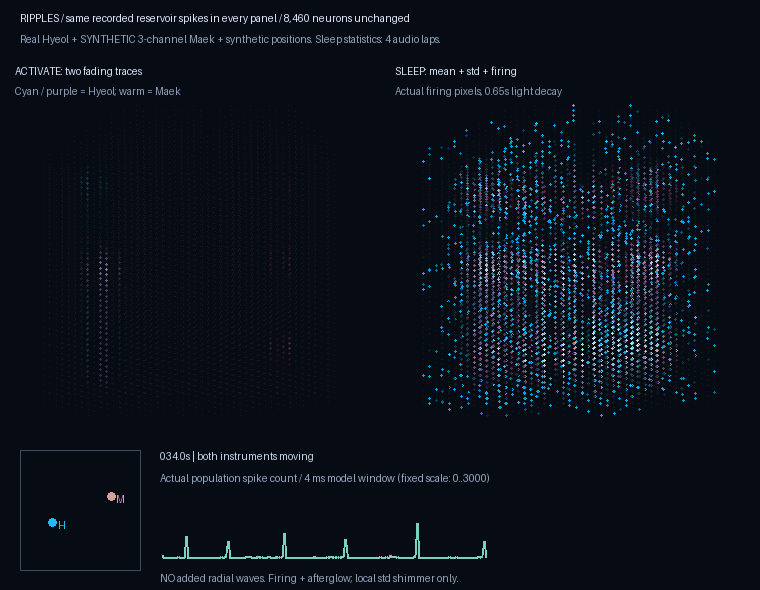 RIPPLES / same recorded reservoir spikes in every panel / 8,460 neurons unchanged
Real Hyeol + SYNTHETIC 3-channel Maek + synthetic positions. Sleep statistics: 4 audio laps.
ACTIVATE: two fading traces
Cyan / purple = Hyeol; warm = Maek
SLEEP: mean + std + firing
Actual firing pixels, 0.65s light decay
034.0s | both instruments moving
Actual population spike count / 4 ms model window (fixed scale: 0..3000)
M
H
NO added radial waves. Firing + afterglow; local std shimmer only.